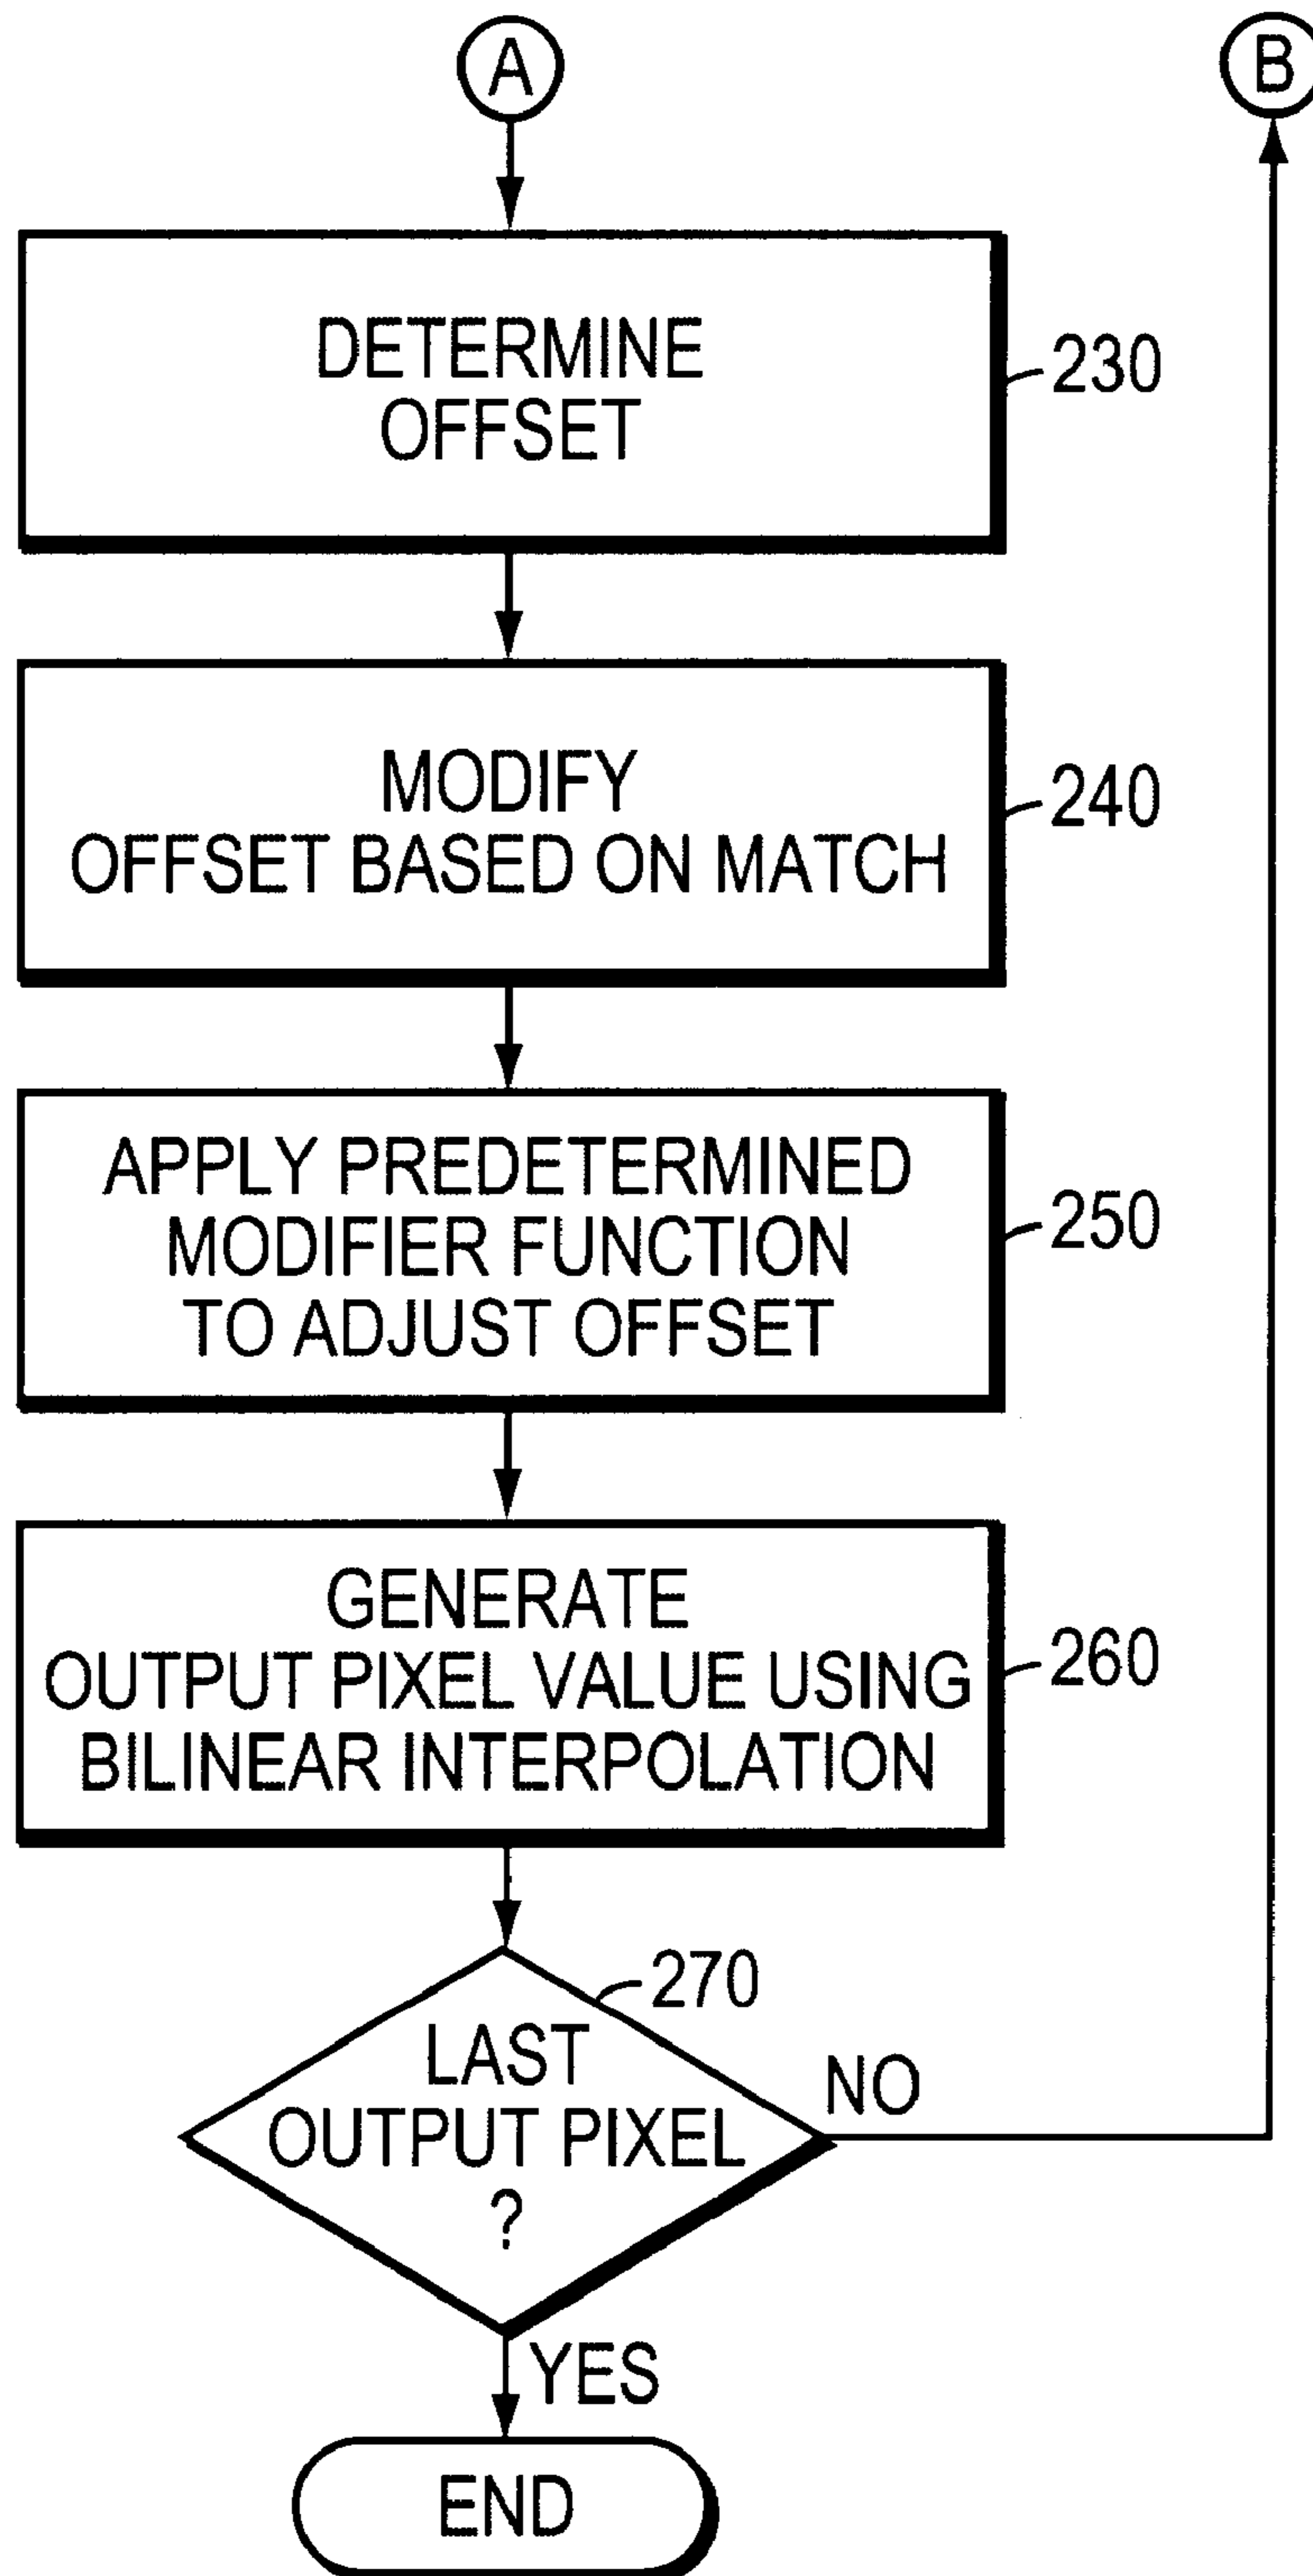 A
B
DETERMINE
OFFSET
230
MODIFY
OFFSET BASED ON MATCH
240
APPLY PREDETERMINED
MODIFIER FUNCTION
TO ADJUST OFFSET
250
GENERATE
OUTPUT PIXEL VALUE USING
BILINEAR INTERPOLATION
260
270
LAST
OUTPUT PIXEL
?
NO
YES
END